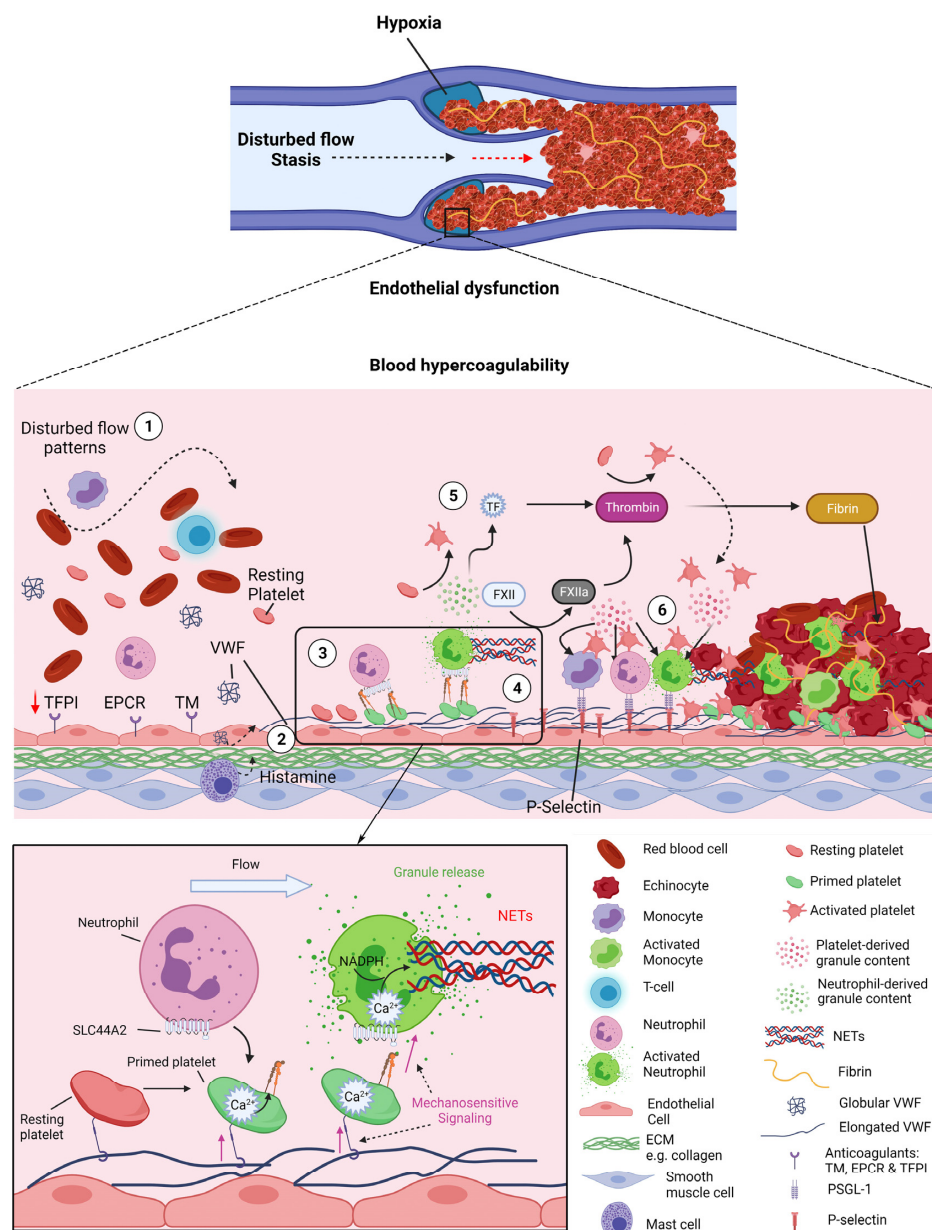 Hypoxia
Disturbed flow
Stasis
Endothelial dysfunction
Blood hypercoagulability
Disturbed flow
patterns
1
5
TF
Thrombin
Fibrin
Resting
Platelet
FXII
FXIIa
6
VWF
3
4
TFPI
EPCR
TM
2
Histamine
P-Selectin
Flow
Granule release
Neutrophil
NETs
NADPH
Ca2+
SLC44A2
Primed platelet
Ca2+
Ca2+
Mechanosensitive
Signaling
Resting
platelet
Red blood cell
Echinocyte
Monocyte
Activated
Monocyte
T-cell
Neutrophil
Activated
Neutrophil
Endothelial
Cell
ECM
e.g. collagen
Smooth
muscle cell
Mast cell
Resting platelet
Primed platelet
Activated platelet
Platelet-derived
granule content
Neutrophil-derived
granule content
NETs
Fibrin
Globular VWF
Elongated VWF
Anticoagulants:
TM, EPCR & TFPI
PSGL-1
P-selectin